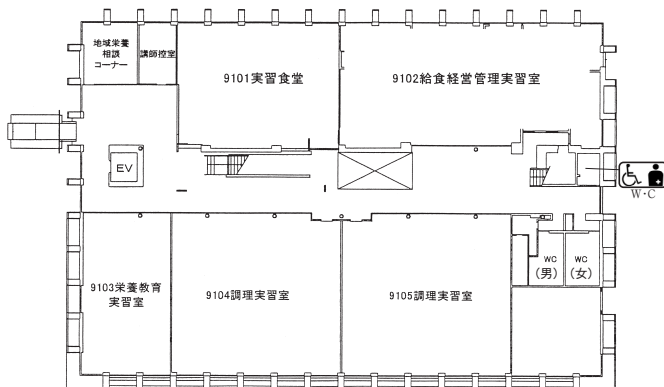 地域栄養
相談
コーナー
講師控室
9101実習食堂
9102給食経営管理実習室
EV
W・C
9103栄養教育
実習室
9104調理実習室
9105調理実習室
WC
(男)
WC
(女)